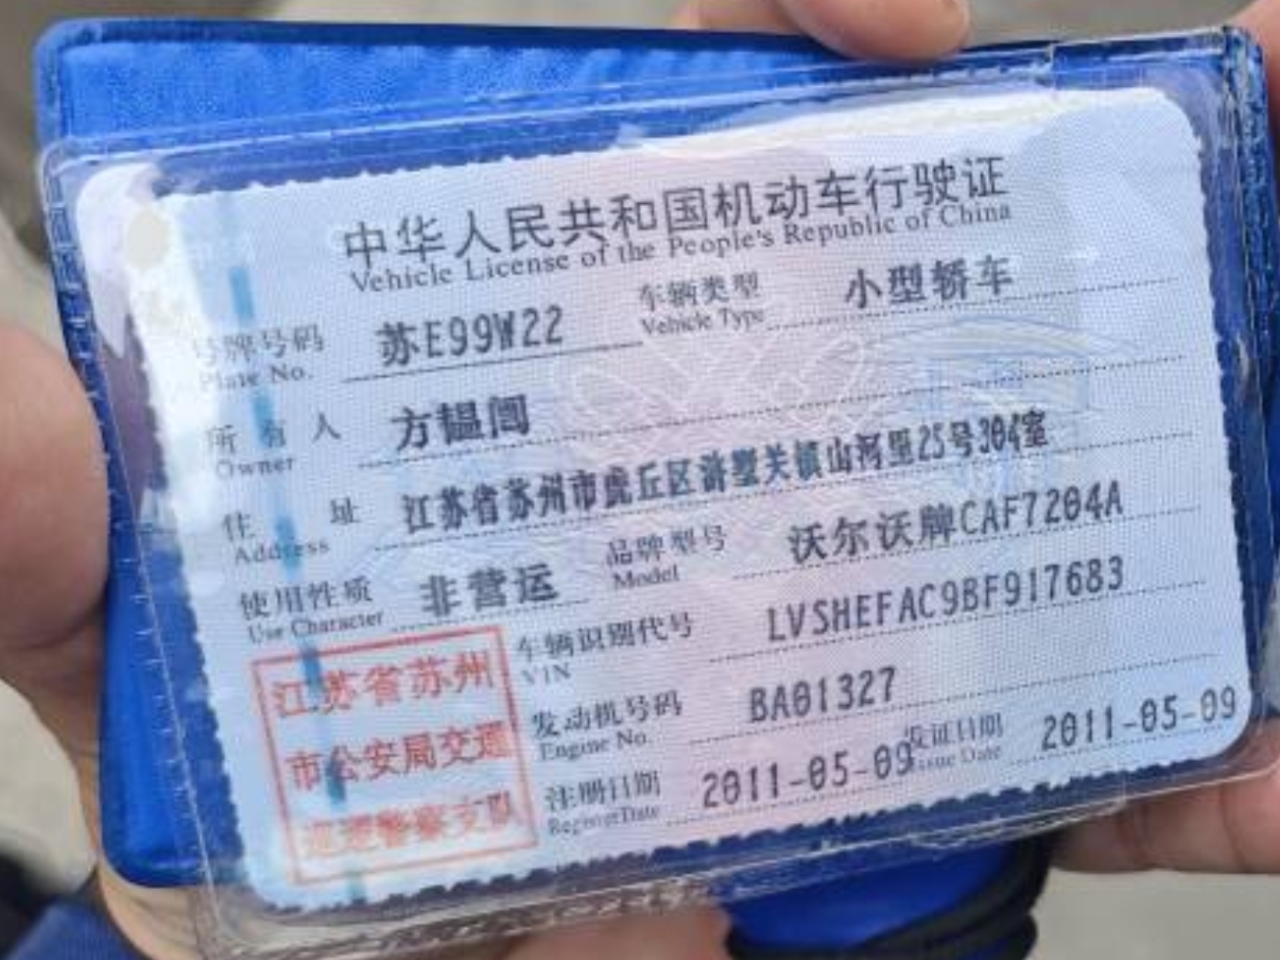 中华人民共和国机动车行驶证
Vehicle License of the People's Republic of China
号牌号码 苏E99W22 车辆类型 小型轿车
Plate No. Vehicle Type
所有人 方韫闿
Owner
住址 江苏省苏州市虎丘区浒墅关镇山河里25号304室
Address
使用性质 非营运 品牌型号 沃尔沃牌CAF7204A
Use Character Model
车辆识别代号 LVSHEFAC9BF917683
VIN
发动机号码 BA01327
Engine No.
注册日期 2011-05-09 发证日期 2011-05-09
Register Date Issue Date
江苏省苏州
市公安局交通
巡逻警察支队